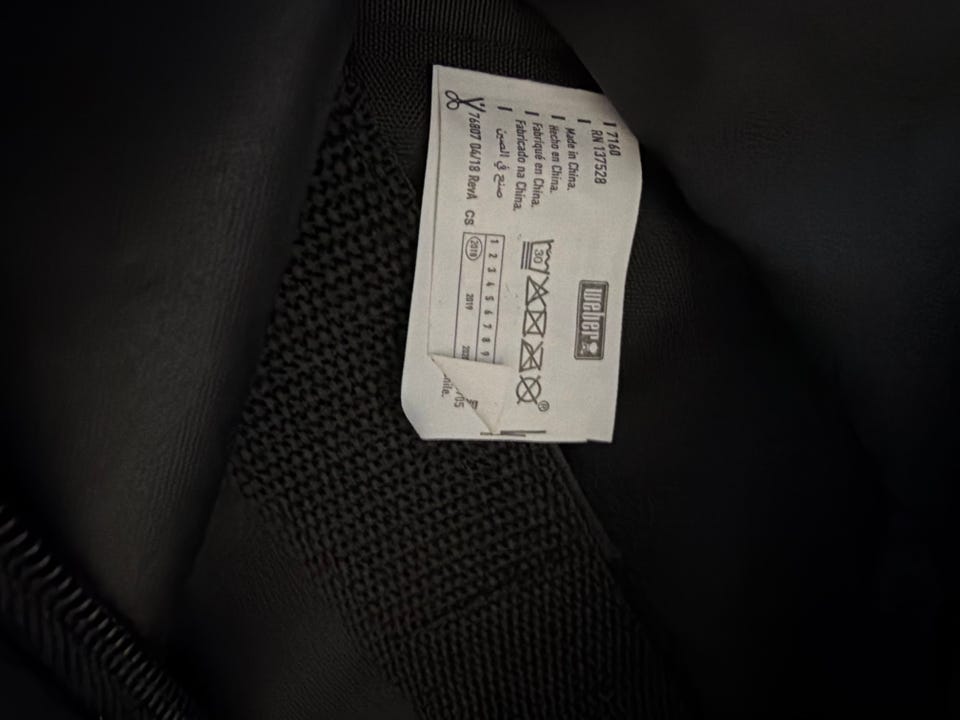 7160
RN 137528
weber
Made in China.
Hecho en China.
Fabriqué en China.
Fabricado na China.
صنع في الصين
30
®
76807 04/18 RevA CS
1 2 3 4 5 6 7 8 9
2018 2019